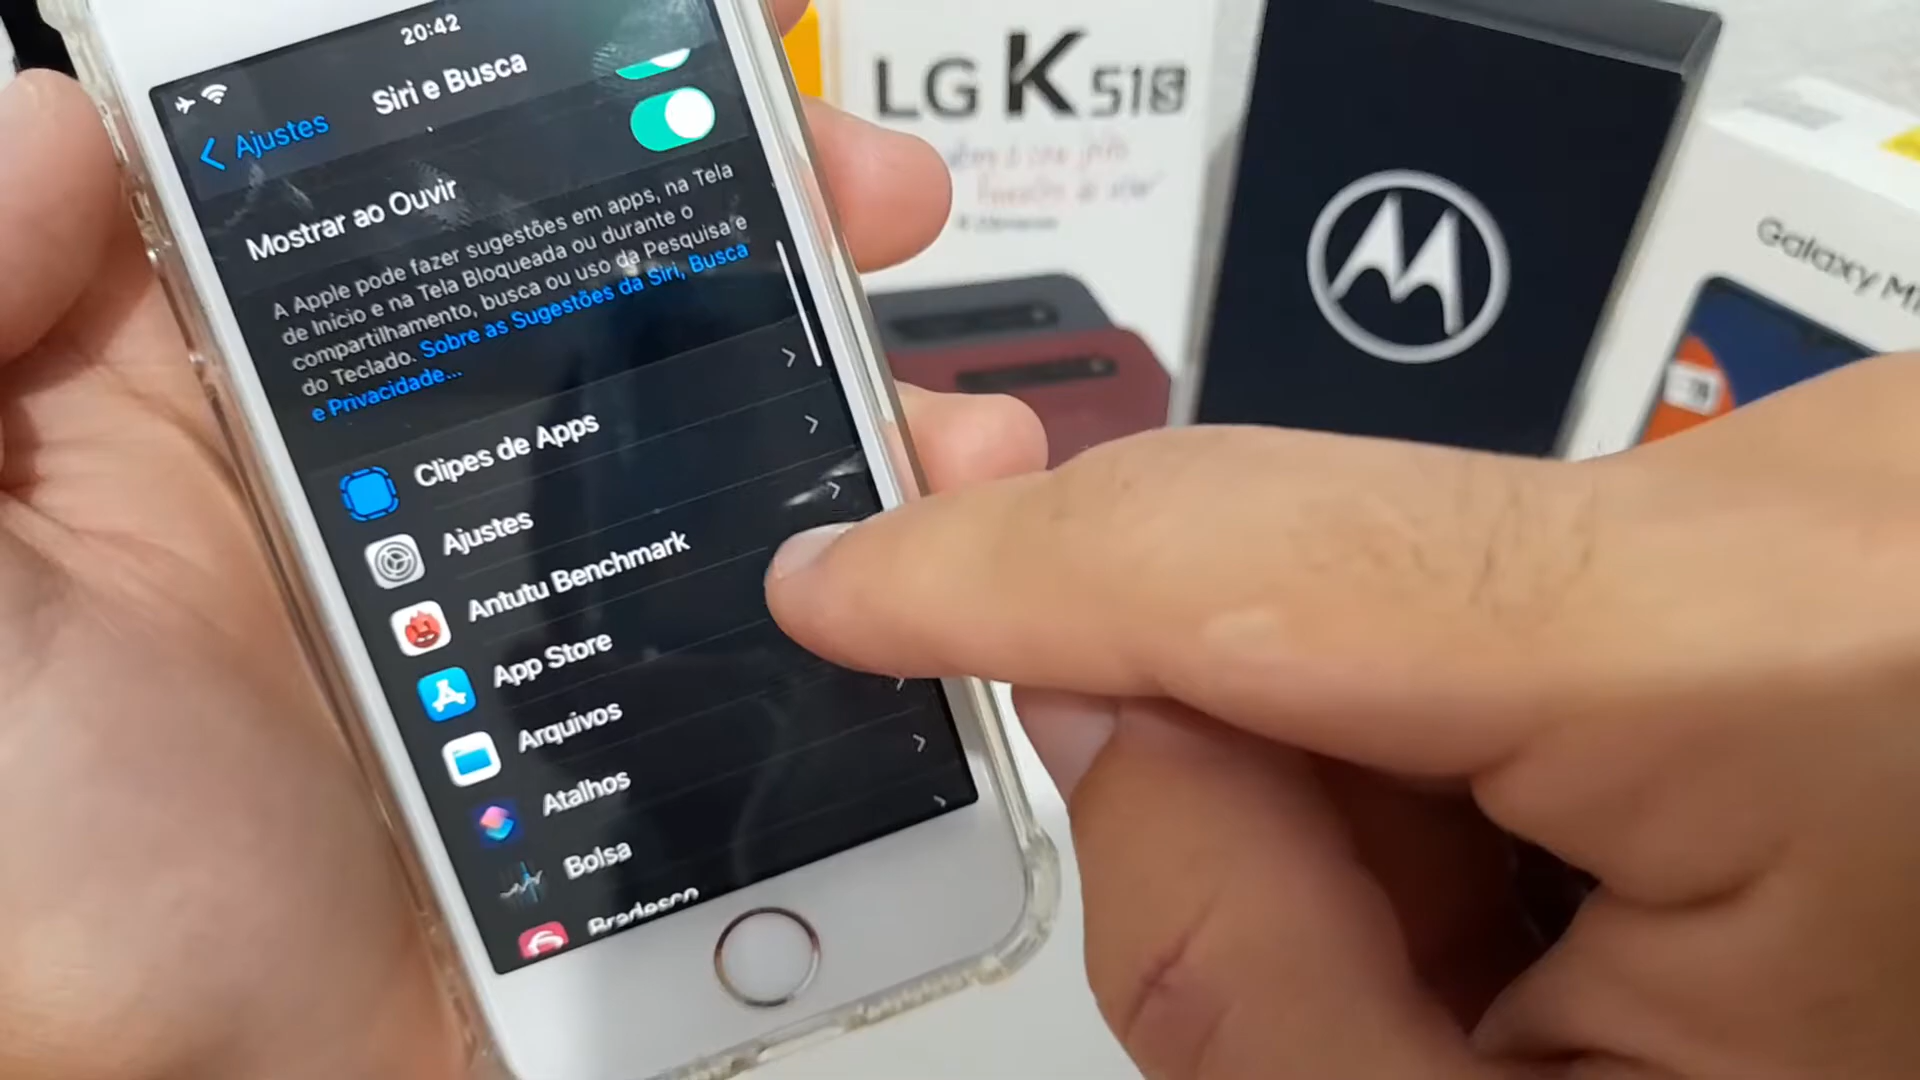 20:42
Siri e Busca
Ajustes
Mostrar ao Ouvir
A Apple pode fazer sugestões em apps, na Tela
de Início e na Tela Bloqueada ou durante o
compartilhamento, busca ou uso da Pesquisa e
do Teclado. Sobre as Sugestões da Siri, Busca
e Privacidade...
Clipes de Apps
Ajustes
Antutu Benchmark
App Store
Arquivos
Atalhos
Bolsa
Bradesco
LG K51S
Galaxy